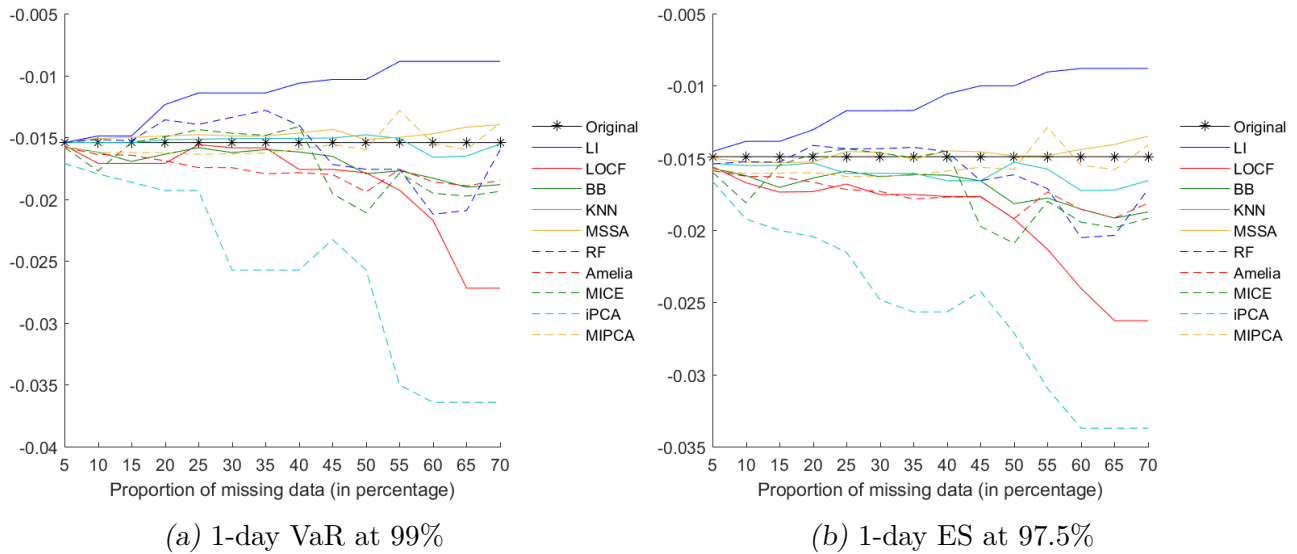 -0.005
-0.01
-0.015
-0.02
-0.025
-0.03
-0.035
-0.04
5 10 15 20 25 30 35 40 45 50 55 60 65 70
Proportion of missing data (in percentage)
Original
LI
LOCF
BB
KNN
MSSA
RF
Amelia
MICE
iPCA
MIPCA
(a) 1-day VaR at 99%
-0.005
-0.01
-0.015
-0.02
-0.025
-0.03
-0.035
5 10 15 20 25 30 35 40 45 50 55 60 65 70
Proportion of missing data (in percentage)
Original
LI
LOCF
BB
KNN
MSSA
RF
Amelia
MICE
iPCA
MIPCA
(b) 1-day ES at 97.5%